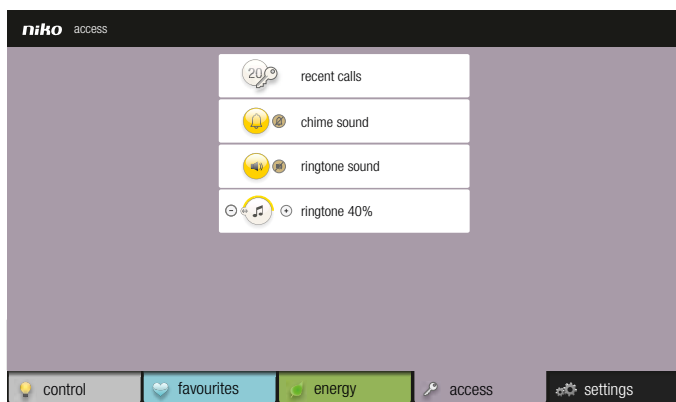 niko access
20
recent calls
chime sound
ringtone sound
ringtone 40%
control favourites energy access settings